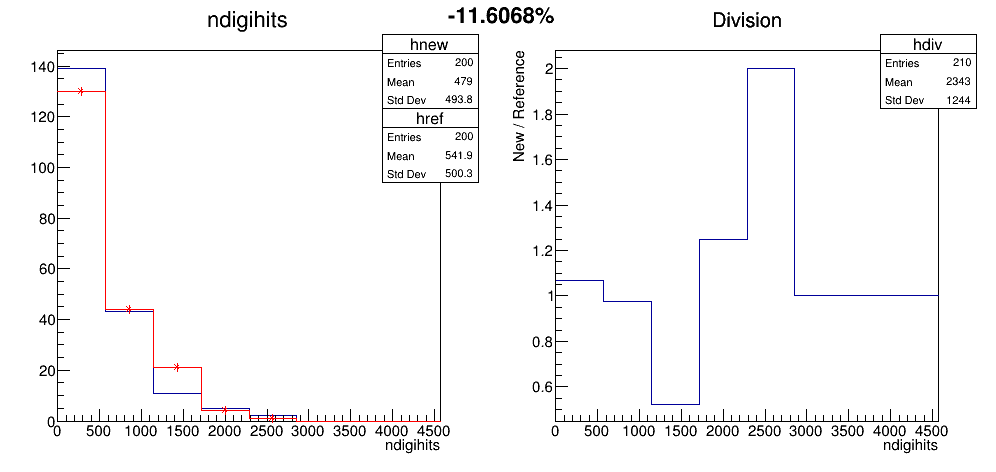 -11.6068%
ndigihits
hnew
Entries 200
Mean 479
Std Dev 493.8
href
Entries 200
Mean 541.9
Std Dev 500.3
140
120
100
80
60
40
20
0
0 500 1000 1500 2000 2500 3000 3500 4000 4500
ndigihits
Division
hdiv
Entries 210
Mean 2343
Std Dev 1244
New / Reference
2
1.8
1.6
1.4
1.2
1
0.8
0.6
0 500 1000 1500 2000 2500 3000 3500 4000 4500
ndigihits